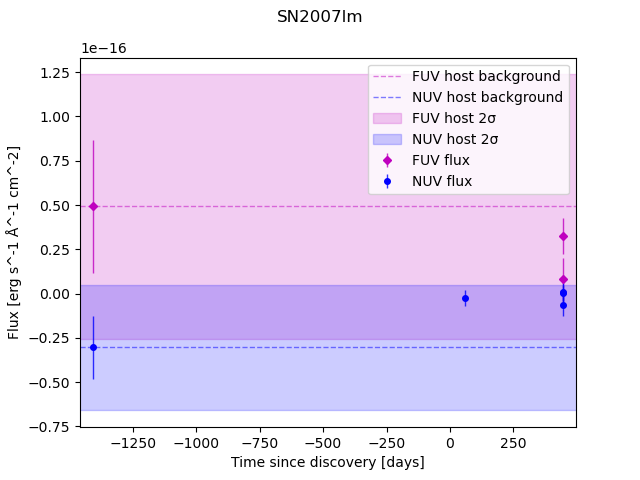 SN2007lm
1e−16
FUV host background
NUV host background
FUV host 2σ
NUV host 2σ
FUV flux
NUV flux
1.25
1.00
0.75
0.50
0.25
0.00
−0.25
−0.50
−0.75
Flux [erg s^-1 Å^-1 cm^-2]
−1250 −1000 −750 −500 −250 0 250
Time since discovery [days]